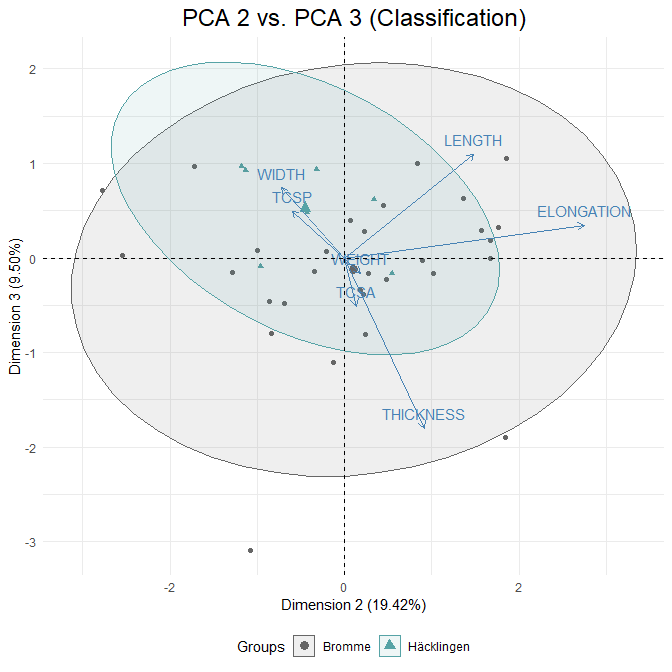 PCA 2 vs. PCA 3 (Classification)
Dimension 3 (9.50%)
2
1
0
-1
-2
-3
LENGTH
WIDTH
TCSP
ELONGATION
WEIGHT
TCSA
THICKNESS
-2 0 2
Dimension 2 (19.42%)
Groups Bromme Häcklingen